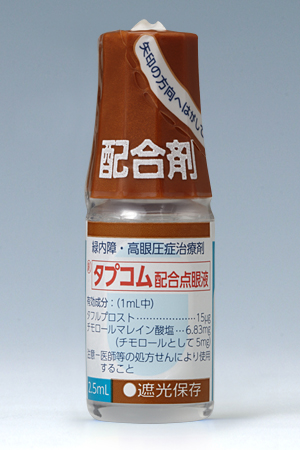 矢印の方向へはがして
配合剤
緑内障・高眼圧症治療剤
タプコム配合点眼液
有効成分:(1mL中)
タフルプロスト……………15μg
チモロールマレイン酸塩…6.83mg
(チモロールとして5mg)
注意-医師等の処方せんにより使用
すること
2.5mL
●遮光保存